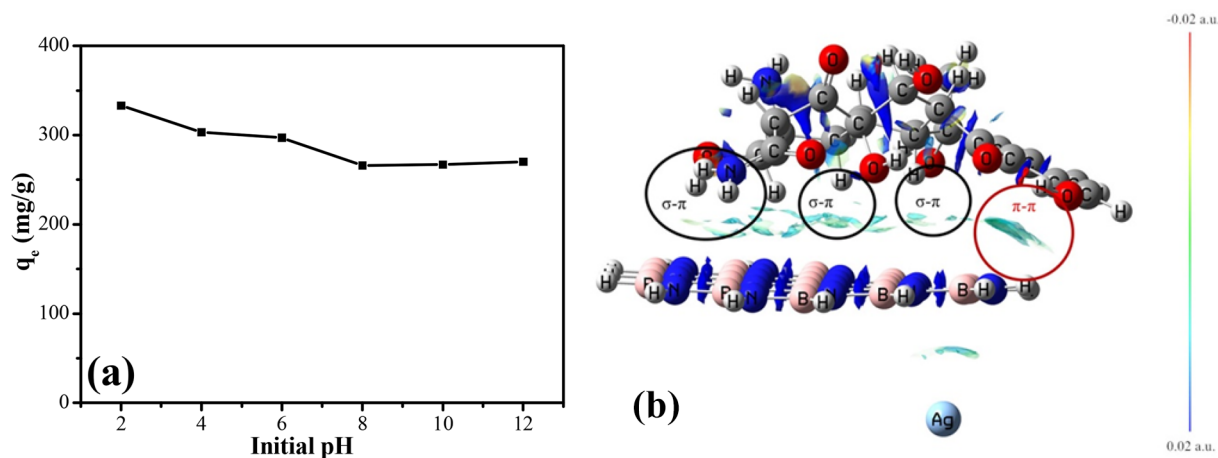 400
300
200
100
0
qe (mg/g)
2 4 6 8 10 12
Initial pH
(a)
-0.02 a.u.
H H H H H
N O C O H
H H C H
C C C C
O C O O
H N H H O H H O C
H H H H O H
σ-π σ-π σ-π π-π
B N B N B N B B H
H H H H H
(b)
Ag
0.02 a.u.